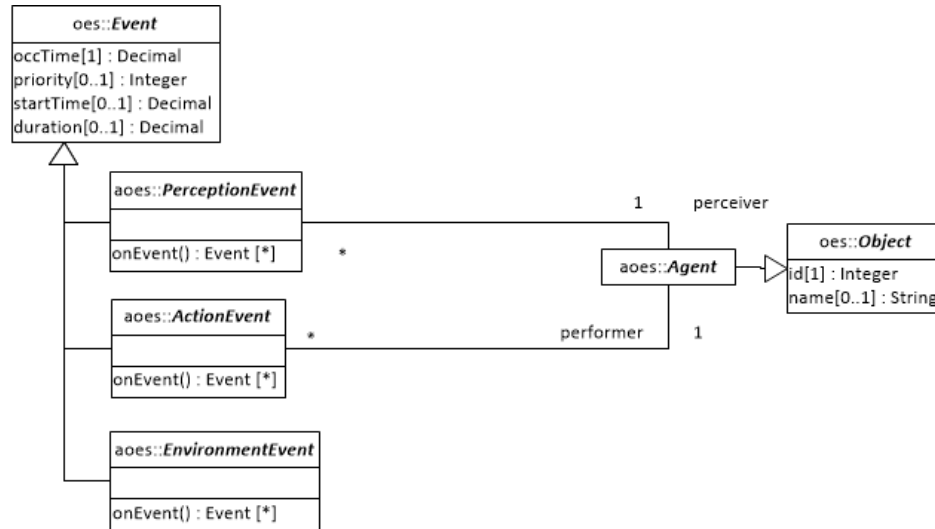 oes::Event
occTime[1] : Decimal
priority[0..1] : Integer
startTime[0..1] : Decimal
duration[0..1] : Decimal
aoes::PerceptionEvent
onEvent() : Event [*]
1
perceiver
*
aoes::Agent
oes::Object
id[1] : Integer
name[0..1] : String
aoes::ActionEvent
onEvent() : Event [*]
*
performer
1
aoes::EnvironmentEvent
onEvent() : Event [*]